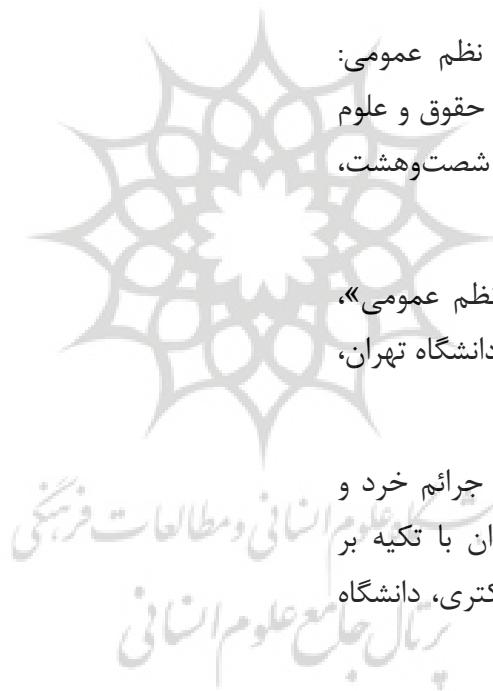 نظم عمومی:
حقوق و علوم
شصت‌وهشت،
نظم عمومی»،
دانشگاه تهران،
جرائم خرد و
علوم انسانی و مطالعات فرهنگی
ان با تکیه بر
کتری، دانشگاه
پرتال جامع علوم انسانی